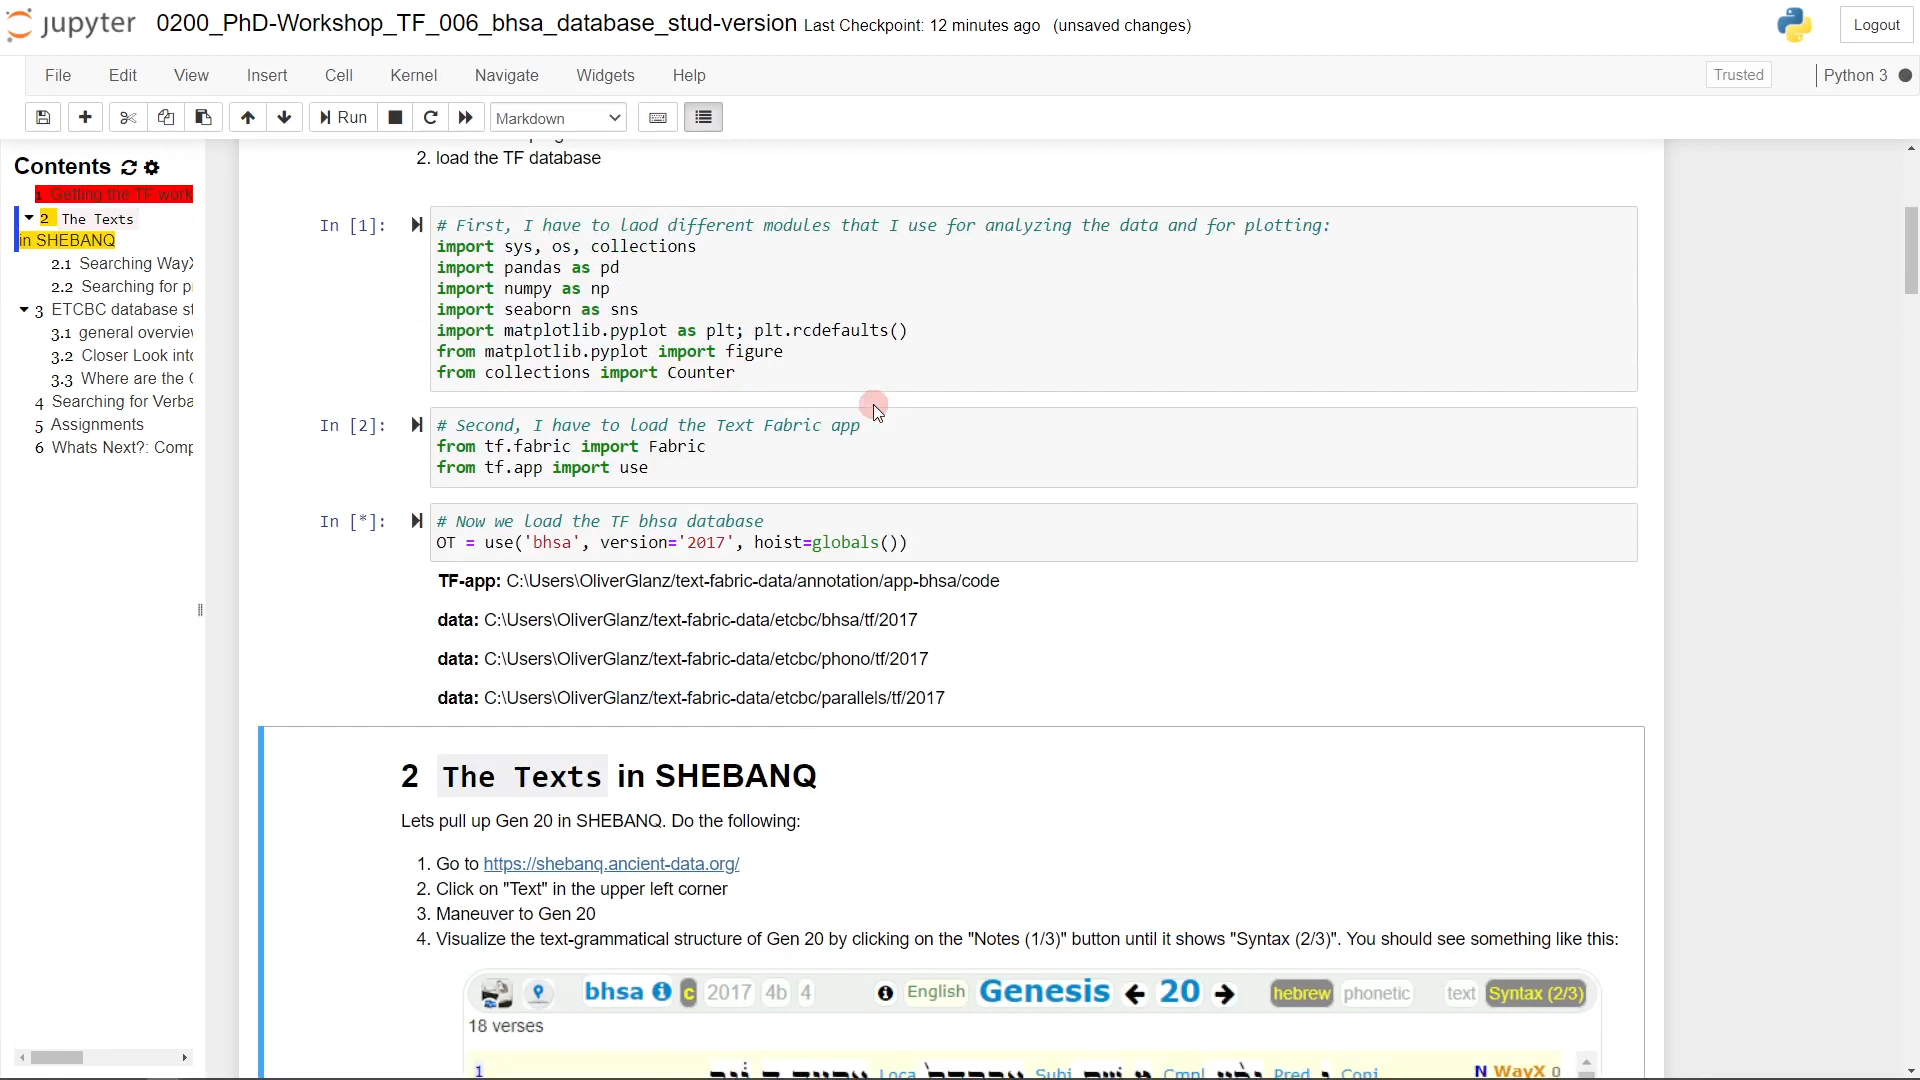 jupyter 0200_PhD-Workshop_TF_006_bhsa_database_stud-version Last Checkpoint: 12 minutes ago (unsaved changes) Logout
File Edit View Insert Cell Kernel Navigate Widgets Help Trusted Python 3
Run Markdown
Contents
1 Getting the TF work
2 The Texts
in SHEBANQ
2.1 Searching WayX
2.2 Searching for
3 ETCBC database
3.1 general
3.2 Closer Look
3.3 Where are the
4 Searching for
5 Assignments
6 Whats Next?:
2. load the TF database
In [1]:
# First, I have to laod different modules that I use for analyzing the data and for plotting:
import sys, os, collections
import pandas as pd
import numpy as np
import seaborn as sns
import matplotlib.pyplot as plt; plt.rcdefaults()
from matplotlib.pyplot import figure
from collections import Counter
In [2]:
# Second, I have to load the Text Fabric app
from tf.fabric import Fabric
from tf.app import use
In [*]:
# Now we load the TF bhsa database
OT = use('bhsa', version='2017', hoist=globals())
TF-app: C:\Users\OliverGlanz/text-fabric-data/annotation/app-bhsa/code
data: C:\Users\OliverGlanz/text-fabric-data/etcbc/bhsa/tf/2017
data: C:\Users\OliverGlanz/text-fabric-data/etcbc/phono/tf/2017
data: C:\Users\OliverGlanz/text-fabric-data/etcbc/parallels/tf/2017
2 The Texts in SHEBANQ
Lets pull up Gen 20 in SHEBANQ. Do the following:
1. Go to https://shebanq.ancient-data.org/
2. Click on "Text" in the upper left corner
3. Maneuver to Gen 20
4. Visualize the text-grammatical structure of Gen 20 by clicking on the "Notes (1/3)" button until it shows "Syntax (2/3)". You should see something like this:
bhsa c 2017 4b 4 English Genesis 20 hebrew phonetic text Syntax (2/3)
18 verses
1 Loca Subj Cmpl Pred Conj N WayX 0